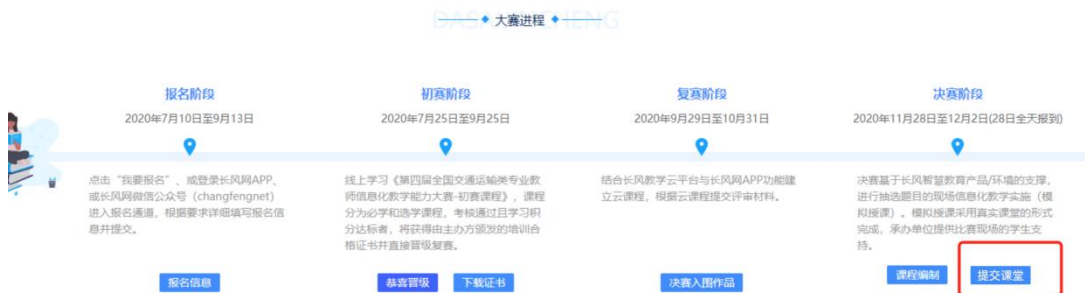 大赛进程
报名阶段
2020年7月10日至9月13日
点击“我要报名”、或登录长风网APP、
或长风网微信公众号（changfengnet）
进入报名通道，根据要求详细填写报名信
息并提交。
报名信息
初赛阶段
2020年7月25日至9月25日
线上学习《第四届全国交通运输类专业教
师信息化教学能力大赛-初赛课程》，课程
分为必学和选学课程，考核通过且学习积
分达标者，将获得由主办方颁发的培训合
格证书并直接晋级复赛。
恭喜晋级 下载证书
复赛阶段
2020年9月29日至10月31日
结合长风教学云平台与长风网APP功能建
立云课程，根据云课程提交评审材料。
决赛入围作品
决赛阶段
2020年11月28日至12月2日(28日全天报到)
决赛基于长风智慧教育产品/环境的支撑，
进行抽选题目的现场信息化教学实施（模
拟授课）。模拟授课采用真实课堂的形式
完成，承办单位提供比赛现场的学生支
持。
课程编制 提交课堂